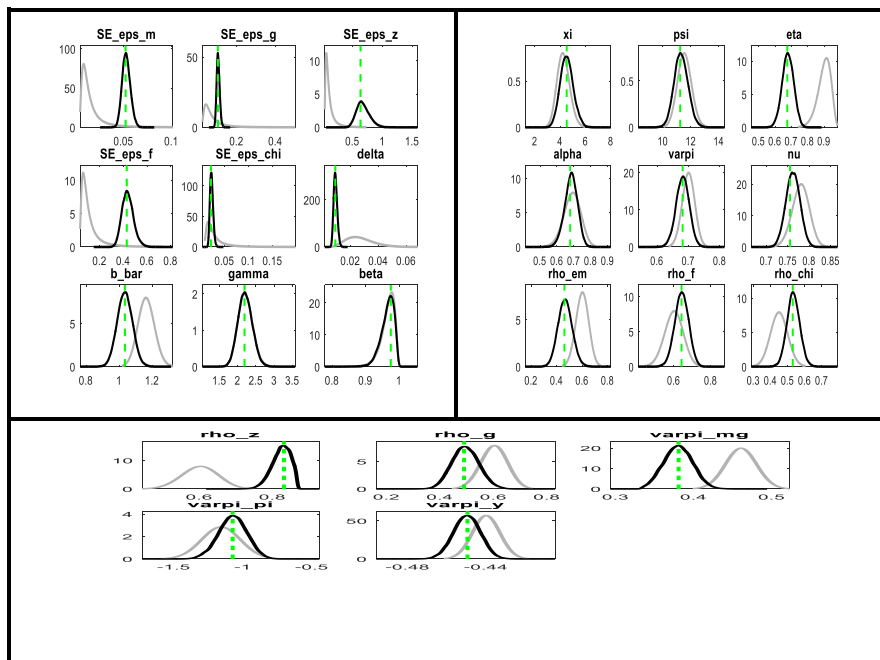 SE_eps_m SE_eps_g SE_eps_z
100 50 0
0.05 0.1
50 0
0.2 0.4
10 5 0
0.5 1 1.5
SE_eps_f SE_eps_chi delta
10 5 0
0.2 0.4 0.6 0.8
100 50 0
0.05 0.1 0.15
200 0
0.02 0.04 0.06
b_bar gamma beta
5 0
0.8 1 1.2
2 1 0
1.5 2 2.5 3 3.5
20 10 0
0.8 0.9 1
xi psi eta
0.5 0
2 4 6 8
0.5 0
10 12 14
10 5 0
0.5 0.6 0.7 0.8 0.9
alpha varpi nu
10 5 0
0.5 0.6 0.7 0.8 0.9
20 10 0
0.6 0.7 0.8
20 10 0
0.7 0.75 0.8 0.85
rho_em rho_f rho_chi
5 0
0.2 0.4 0.6 0.8
10 5 0
0.6 0.8
10 5 0
0.3 0.4 0.5 0.6 0.7
rho_z rho_g varpi_mg
10 0
0.6 0.8
5 0
0.2 0.4 0.6 0.8
20 10 0
0.3 0.4 0.5
varpi_pi varpi_y
4 2 0
-1.5 -1 -0.5
50 0
-0.48 -0.44